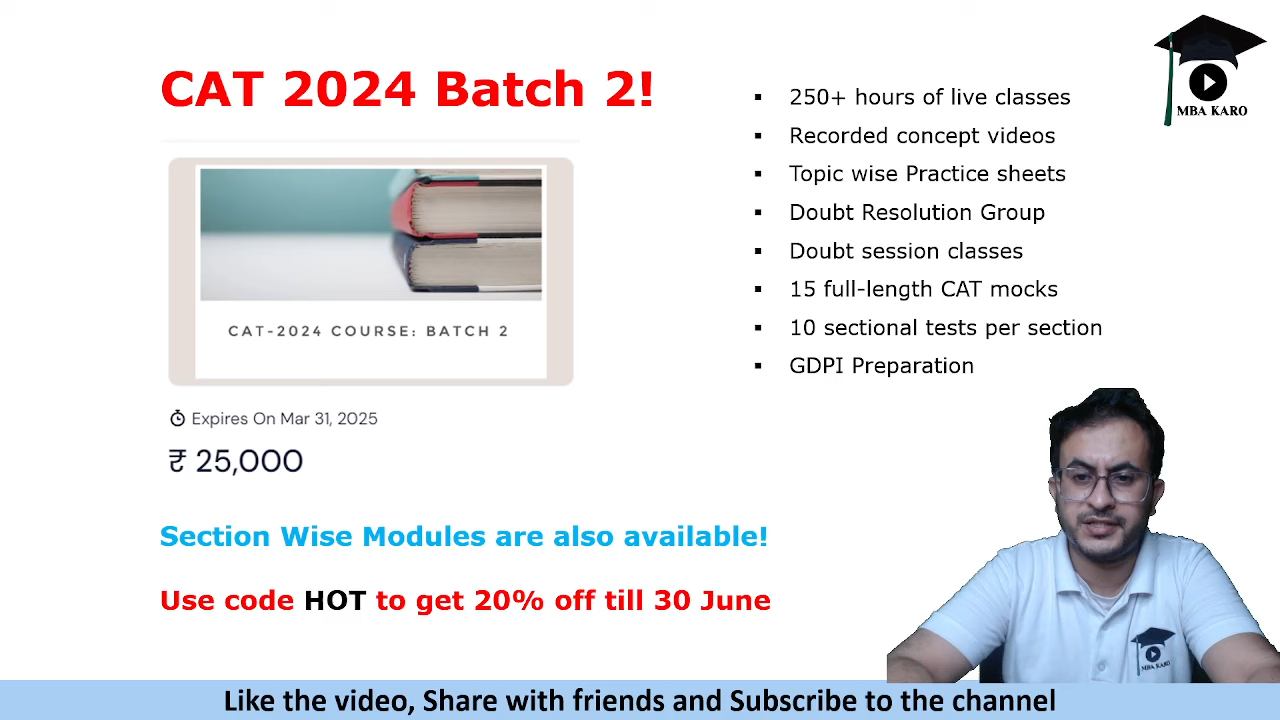 CAT 2024 Batch 2!
CAT-2024 COURSE: BATCH 2
Expires On Mar 31, 2025
₹ 25,000
Section Wise Modules are also available!
Use code HOT to get 20% off till 30 June
▪ 250+ hours of live classes
▪ Recorded concept videos
▪ Topic wise Practice sheets
▪ Doubt Resolution Group
▪ Doubt session classes
▪ 15 full-length CAT mocks
▪ 10 sectional tests per section
▪ GDPI Preparation
MBA KARO
MBA KARO
Like the video, Share with friends and Subscribe to the channel